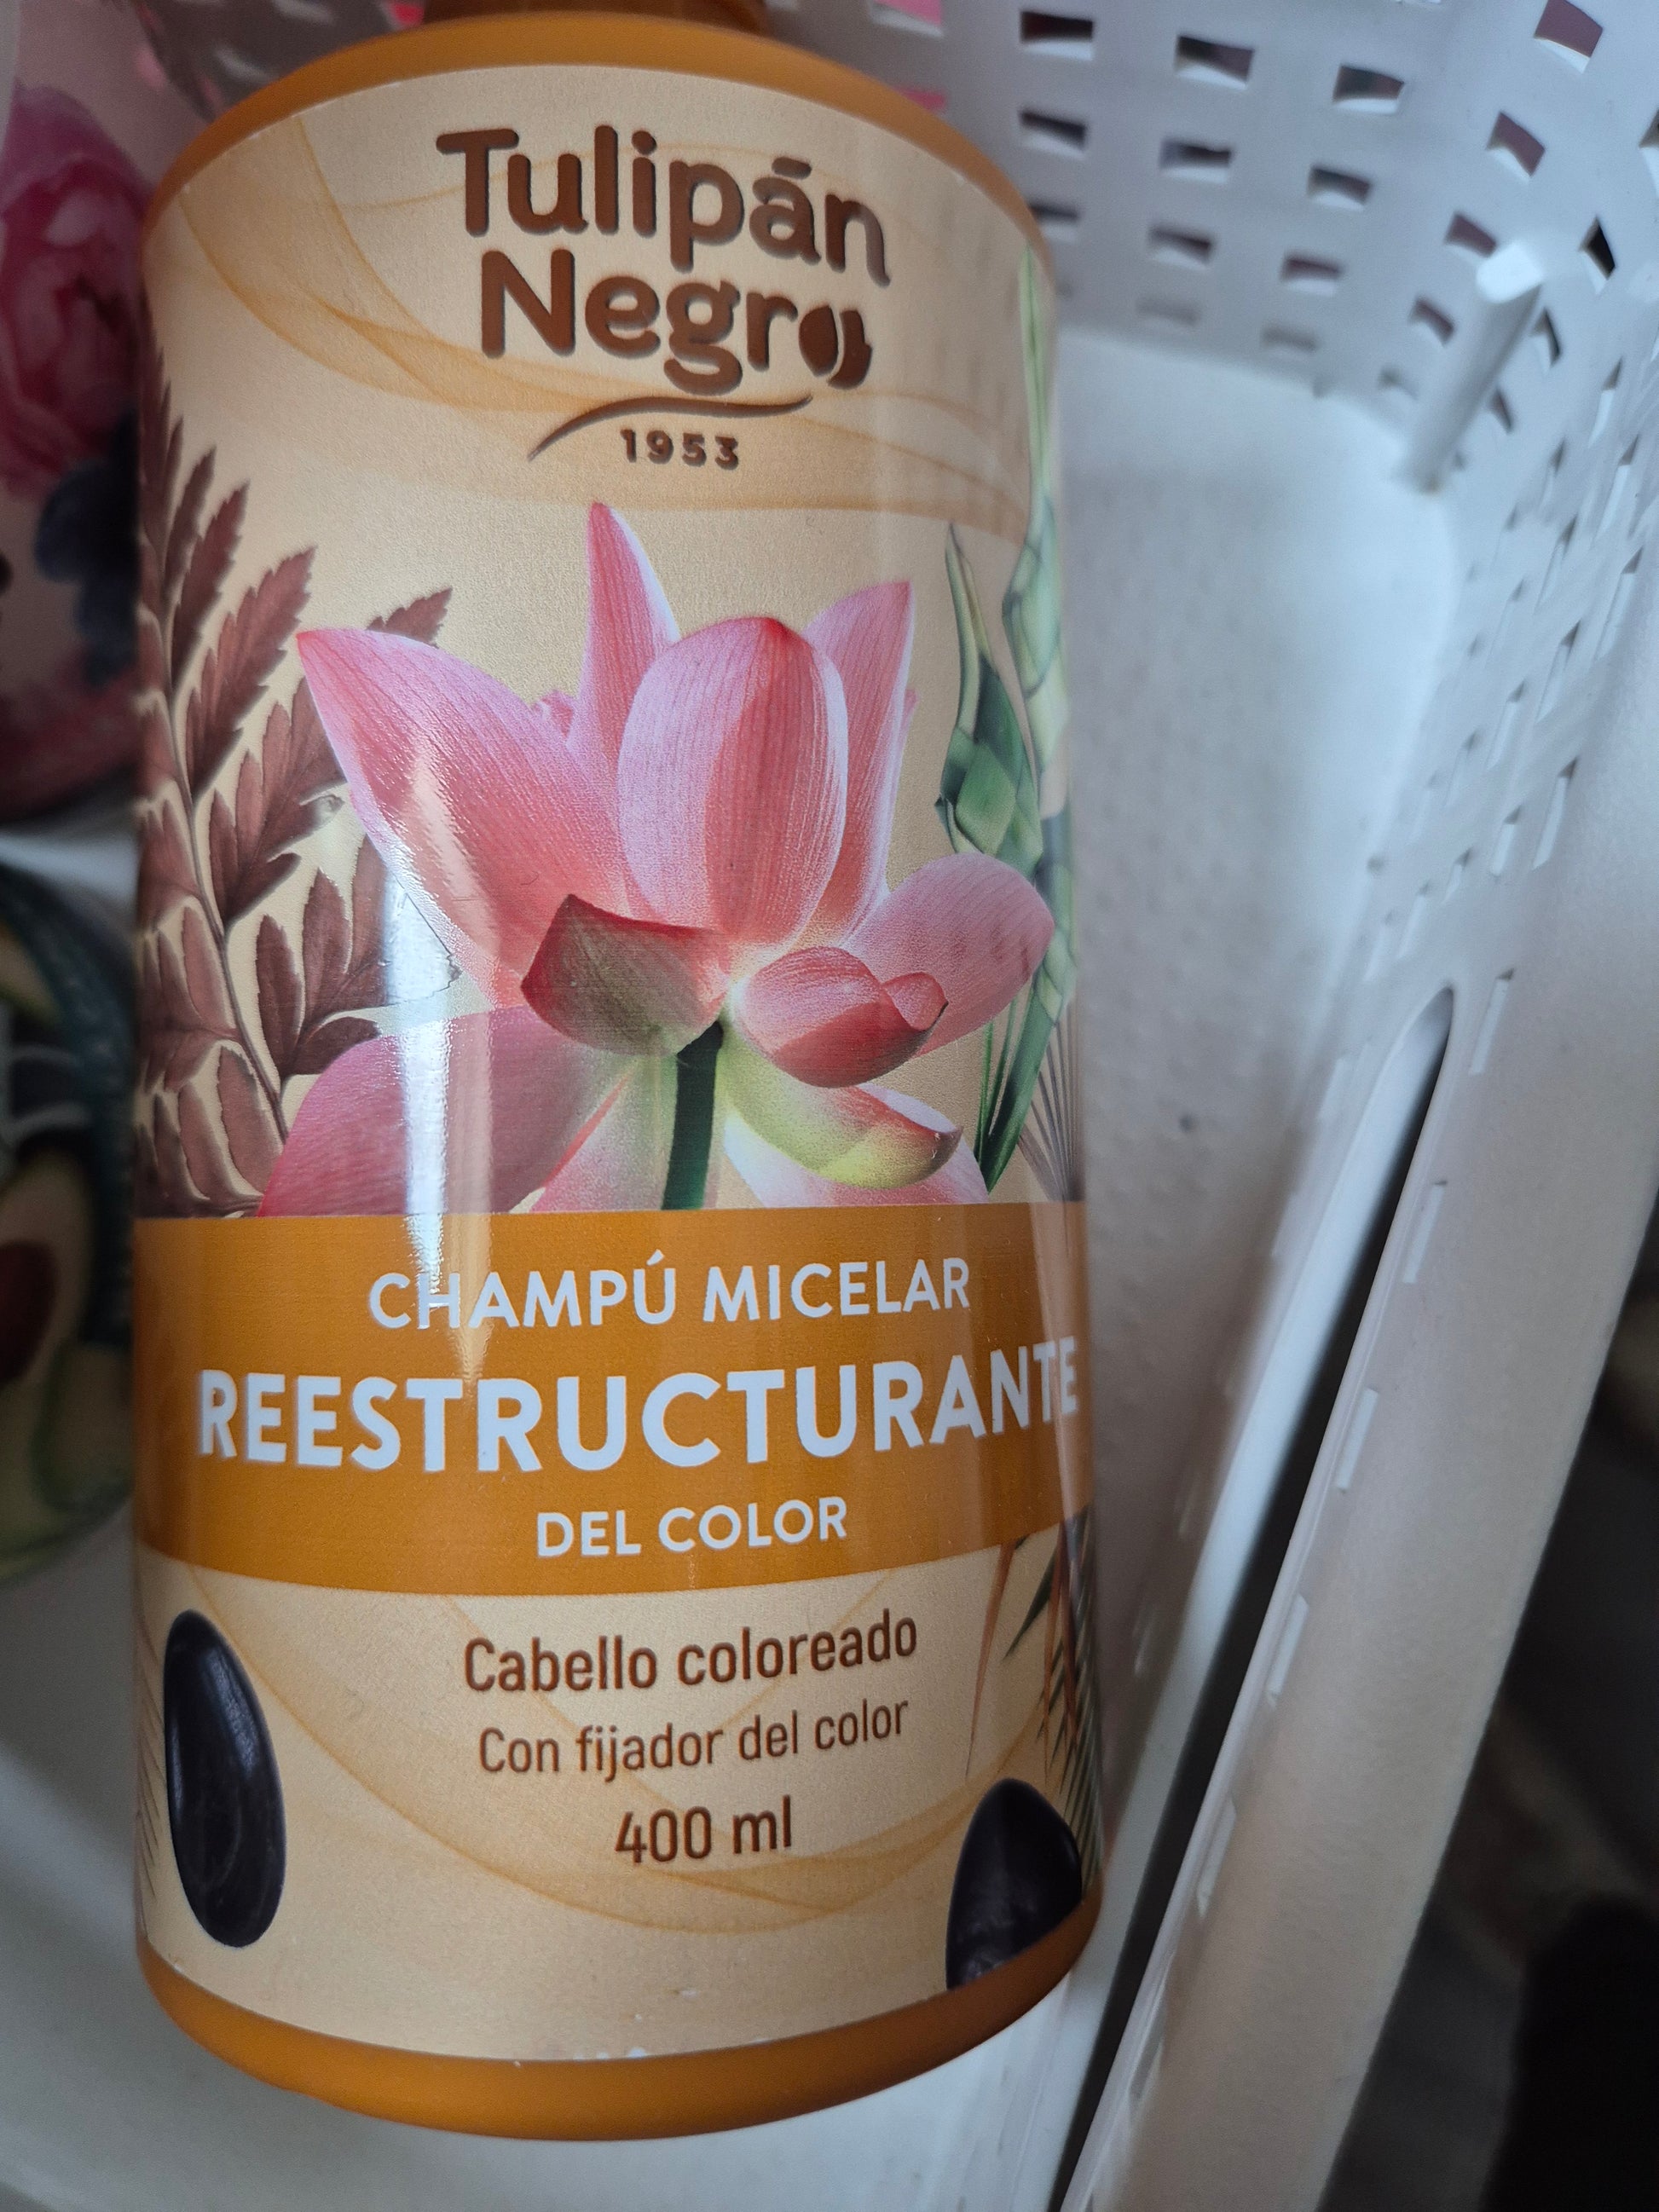 Tulipán
Negro
1953
CHAMPÚ MICELAR
REESTRUCTURANTE
DEL COLOR
Cabello coloreado
Con fijador del color
400 ml